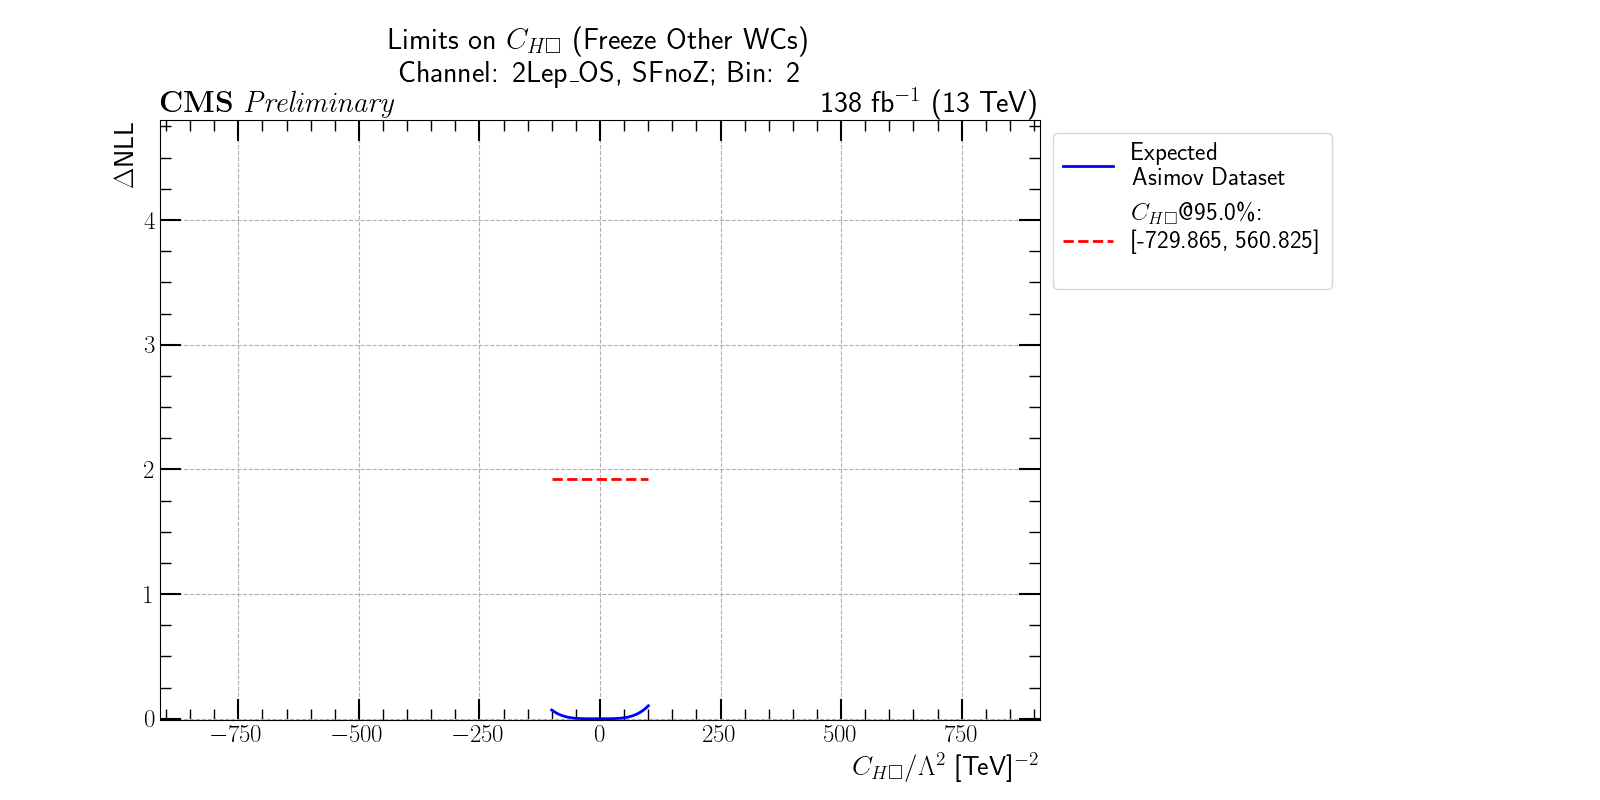 Limits on C_{H□} (Freeze Other WCs)
Channel: 2Lep_OS, SFnoZ; Bin: 2
CMS Preliminary 138 fb⁻¹ (13 TeV)
ΔNLL
4
3
2
1
0
−750 −500 −250 0 250 500 750
C_{H□}/Λ² [TeV]⁻²
Expected
Asimov Dataset
C_{H□}@95.0%:
[-729.865, 560.825]